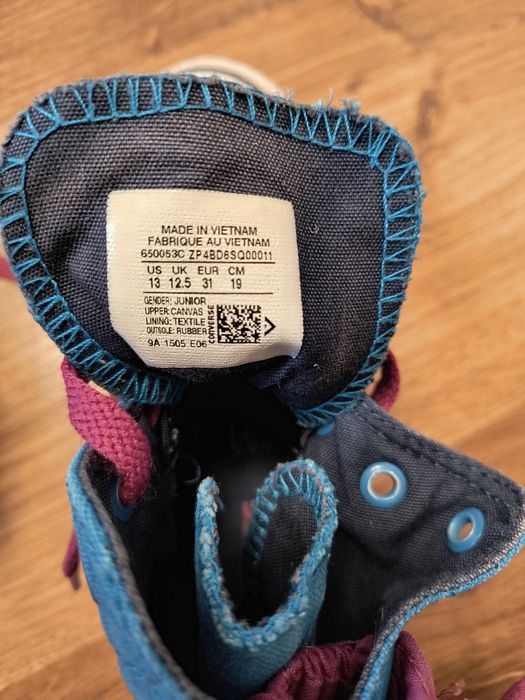 MADE IN VIETNAM
FABRIQUE AU VIETNAM
650053C ZP4BD6SQ00011
US UK EUR CM
13 12.5 31 19
GENDER: JUNIOR
UPPER: CANVAS
LINING: TEXTILE
OUTSOLE: RUBBER
CONVERSE
9A 1505 E06